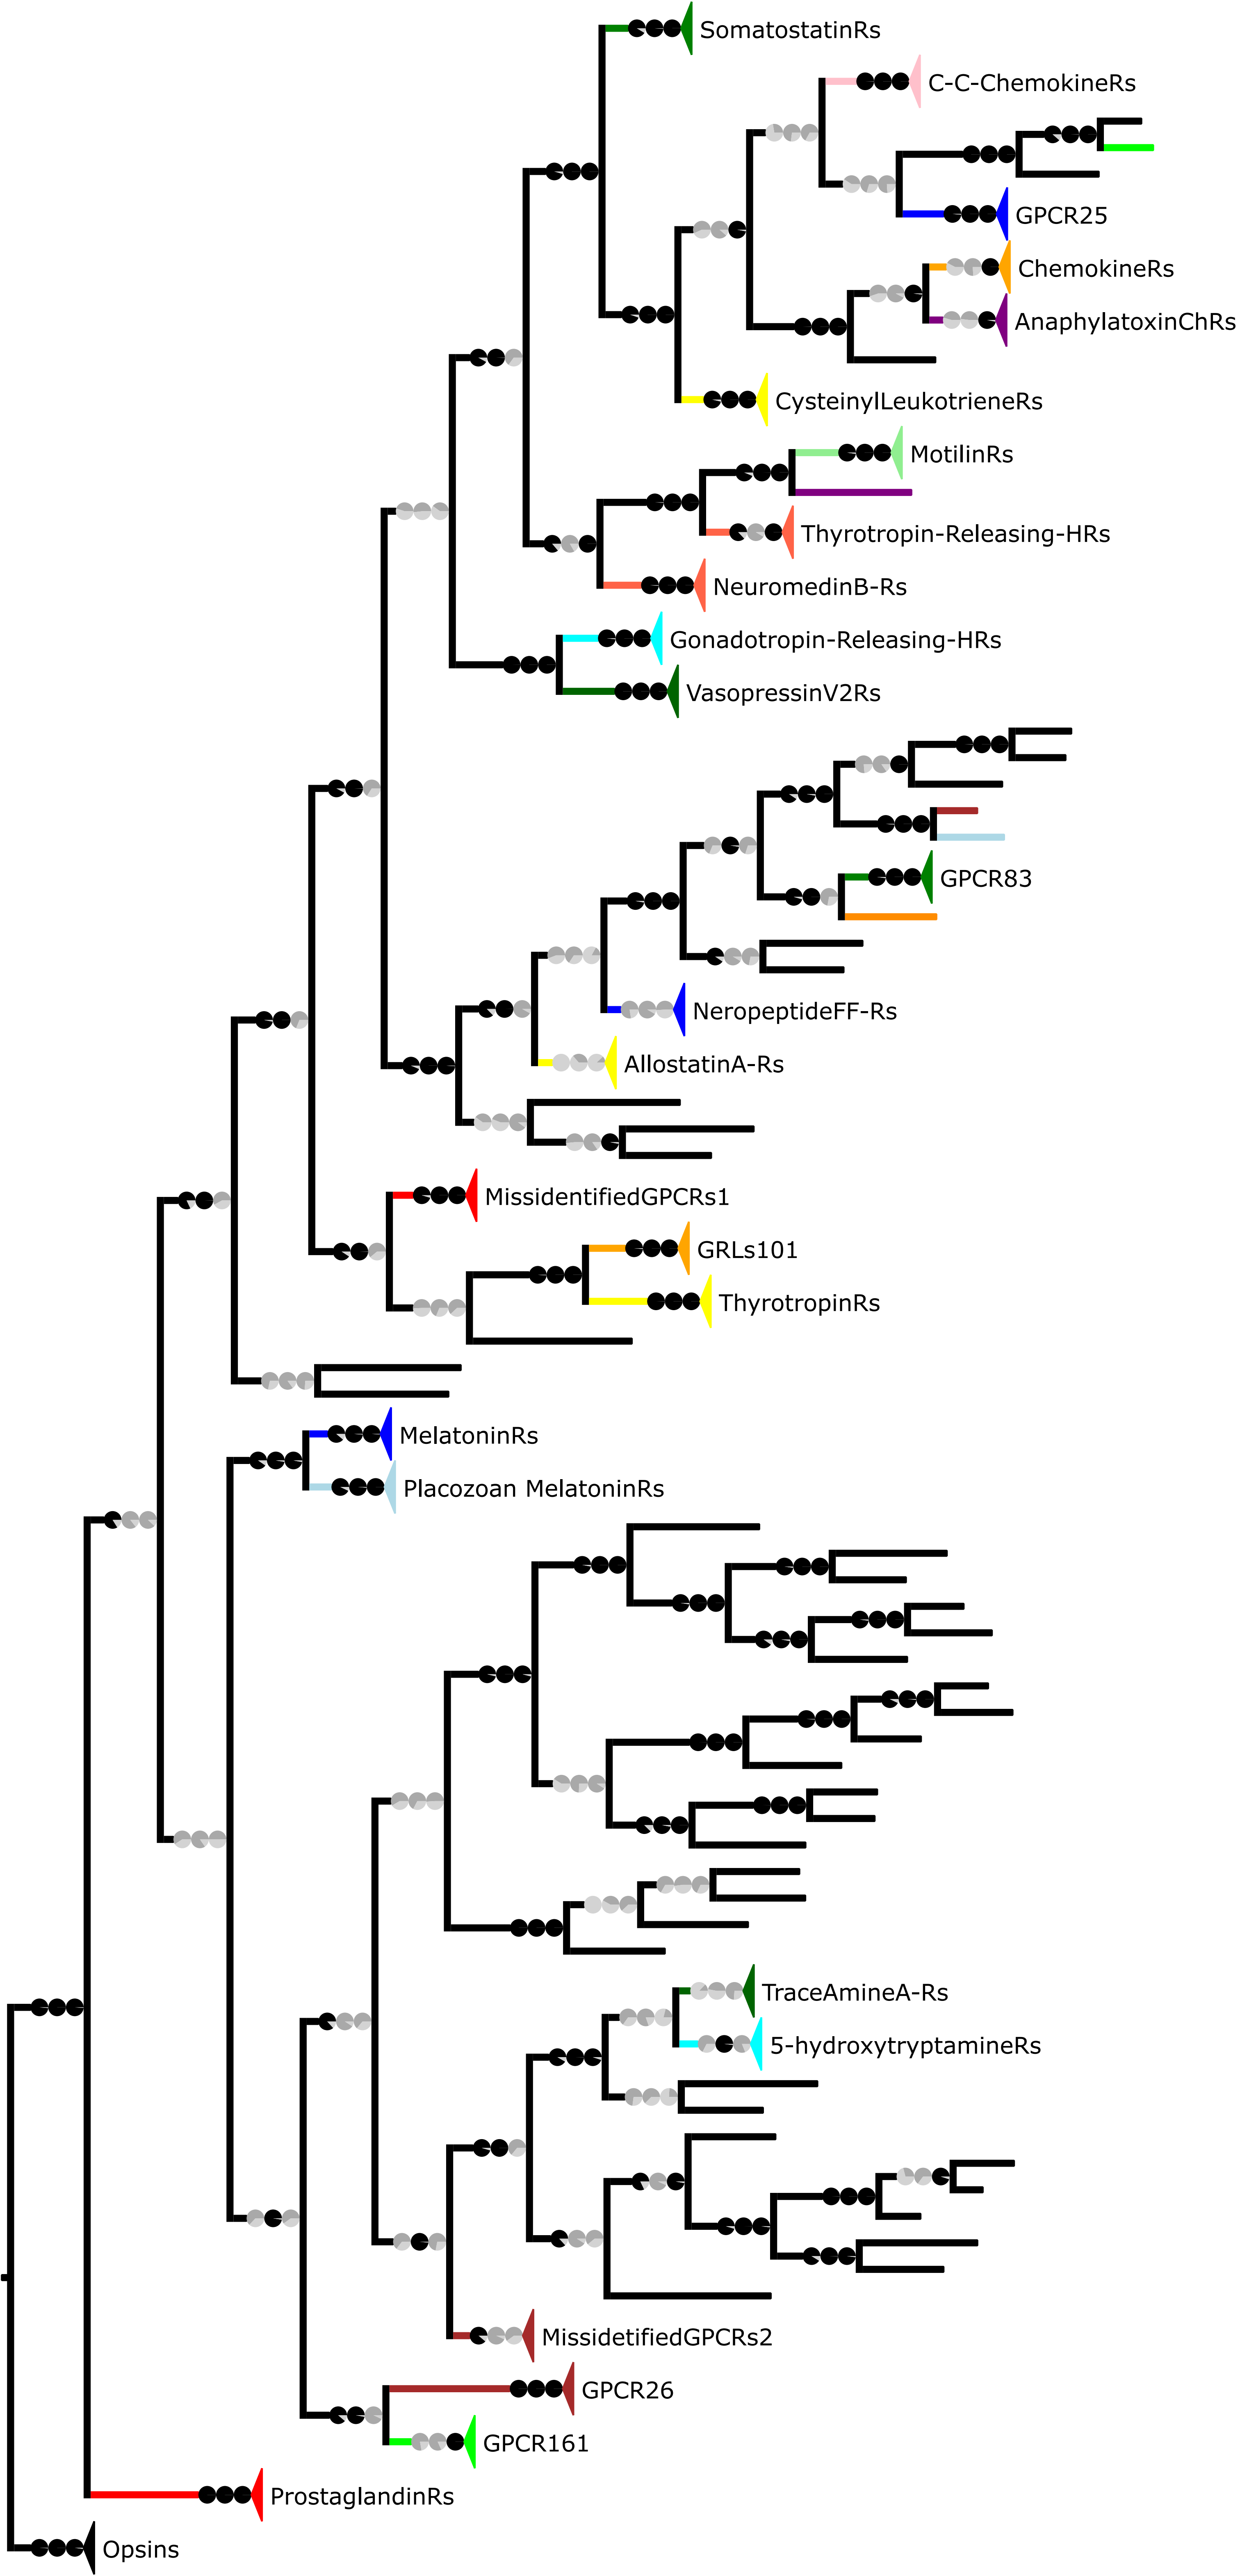 SomatostatinRs
C-C-ChemokineRs
GPCR25
ChemokineRs
AnaphylatoxinChRs
CysteinylLeukotrieneRs
MotilinRs
Thyrotropin-Releasing-HRs
NeuromedinB-Rs
Gonadotropin-Releasing-HRs
VasopressinV2Rs
GPCR83
NeropeptideFF-Rs
AllostatinA-Rs
MissidentifiedGPCRs1
GRLs101
ThyrotropinRs
MelatoninRs
Placozoan MelatoninRs
TraceAmineA-Rs
5-hydroxytryptamineRs
MissidetifiedGPCRs2
GPCR26
GPCR161
ProstaglandinRs
Opsins